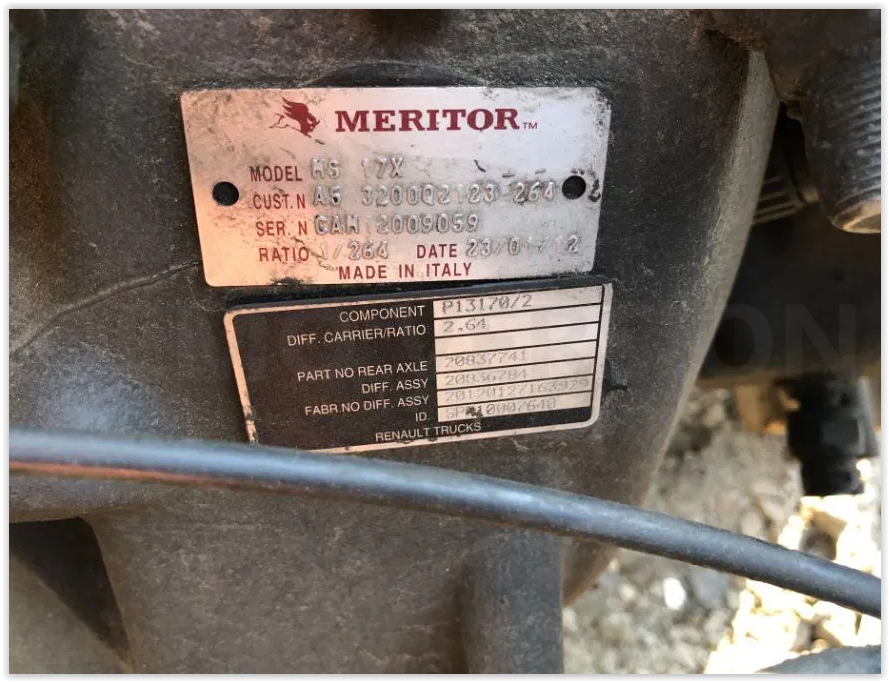 MERITOR™
MODEL MS 17X
CUST.N A5 3200Q2123-264
SER. N CAM 2009059
RATIO 1/264 DATE 23/01/12
MADE IN ITALY
COMPONENT P13170/2
DIFF. CARRIER/RATIO 2.64
PART NO REAR AXLE 20837741
DIFF. ASSY 20836784
FABR.NO DIFF. ASSY 20120127163929
ID.
RENAULT TRUCKS